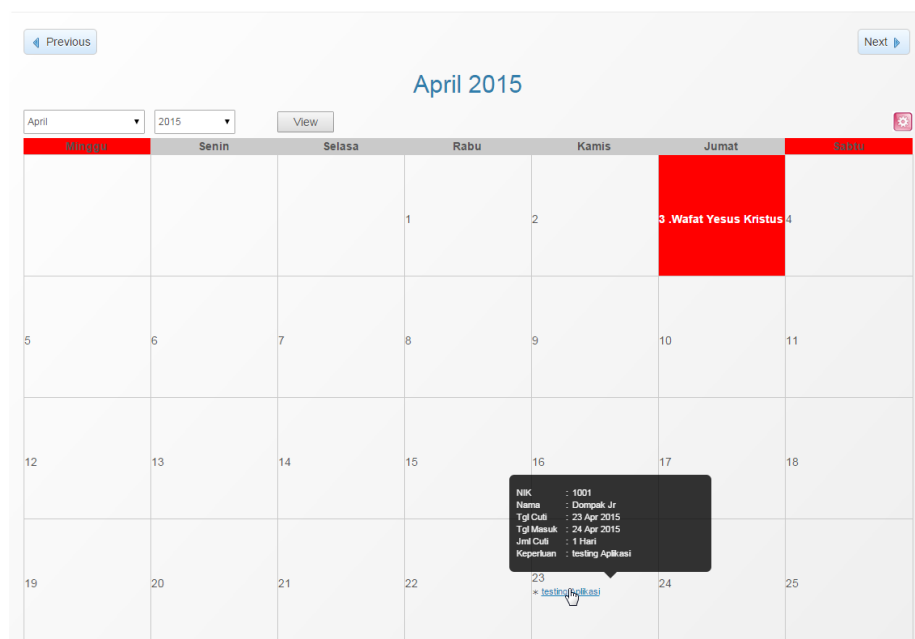 Previous
Next
April 2015
April 2015 View
Minggu Senin Selasa Rabu Kamis Jumat Sabtu
1 2 3 .Wafat Yesus Kristus 4
5 6 7 8 9 10 11
12 13 14 15 16 17 18
NIK : 1001
Nama : Dompak Jr
Tgl Cuti : 23 Apr 2015
Tgl Masuk : 24 Apr 2015
Jml Cuti : 1 Hari
Keperluan : testing Aplikasi
19 20 21 22 23 24 25
* testing Aplikasi